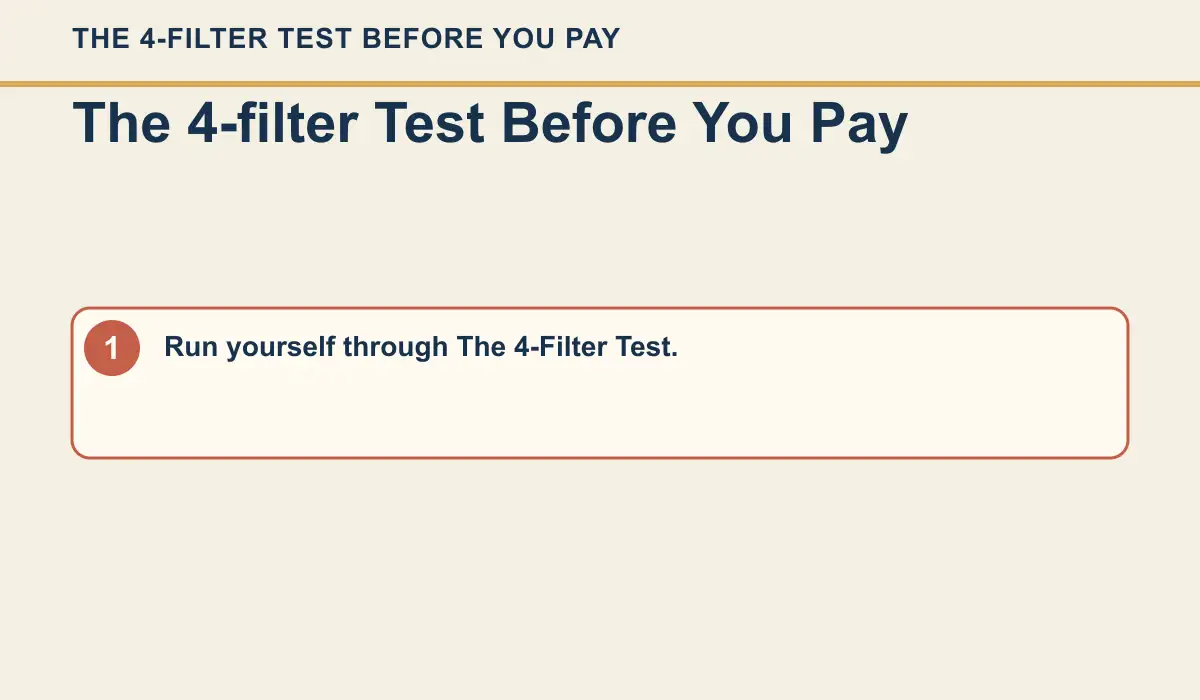 THE 4-FILTER TEST BEFORE YOU PAY
The 4-filter Test Before You Pay
1 Run yourself through The 4-Filter Test.